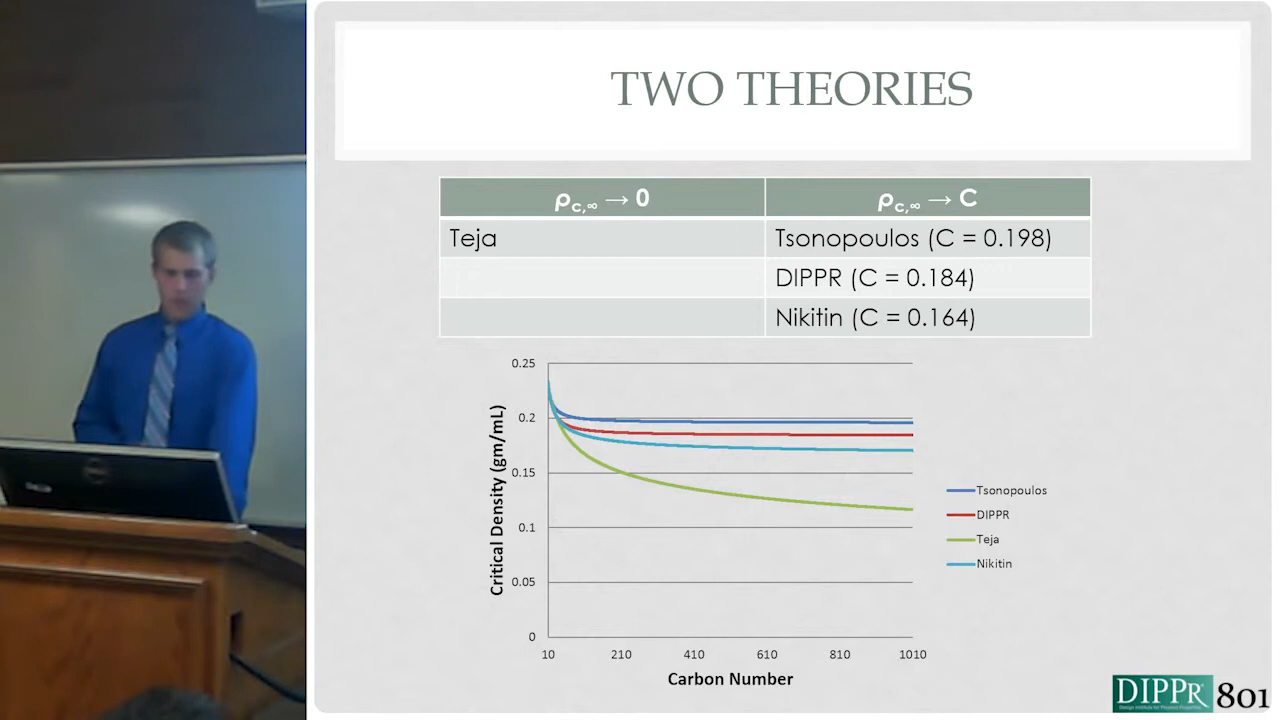 TWO THEORIES
ρc,∞ → 0
ρc,∞ → C
Teja
Tsonopoulos (C = 0.198)
DIPPR (C = 0.184)
Nikitin (C = 0.164)
0.25
0.2
0.15
0.1
0.05
0
Critical Density (gm/mL)
10 210 410 610 810 1010
Carbon Number
Tsonopoulos
DIPPR
Teja
Nikitin
DIPPR 801